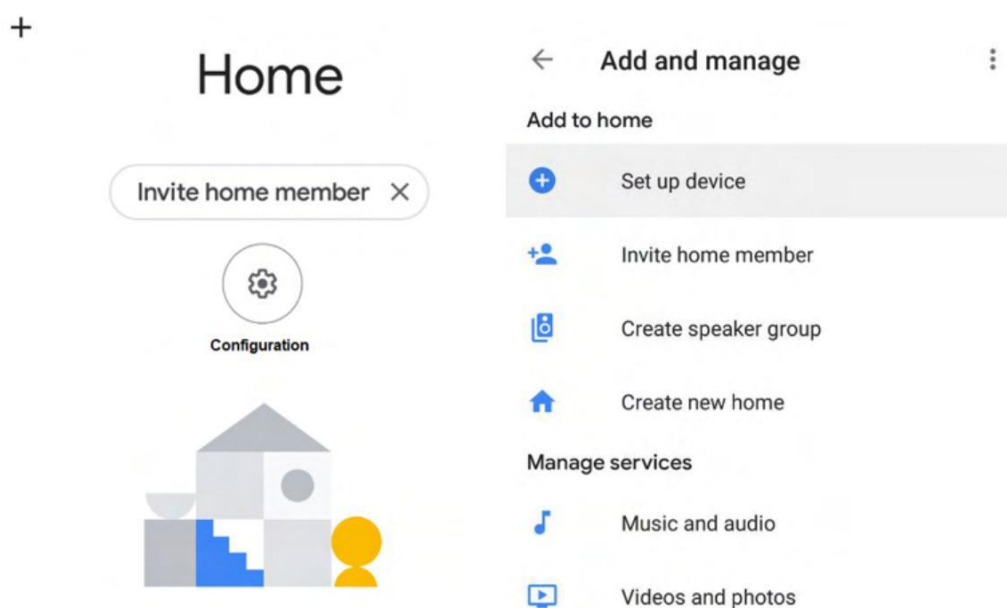 +
Home
Invite home member ×
Configuration
Add and manage
Add to home
Set up device
Invite home member
Create speaker group
Create new home
Manage services
Music and audio
Videos and photos